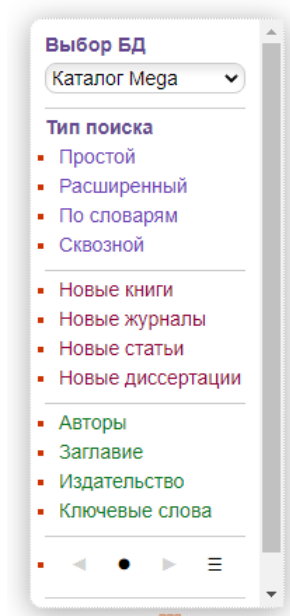 Выбор БД
Каталог Mega
Тип поиска
Простой
Расширенный
По словарям
Сквозной
Новые книги
Новые журналы
Новые статьи
Новые диссертации
Авторы
Заглавие
Издательство
Ключевые слова